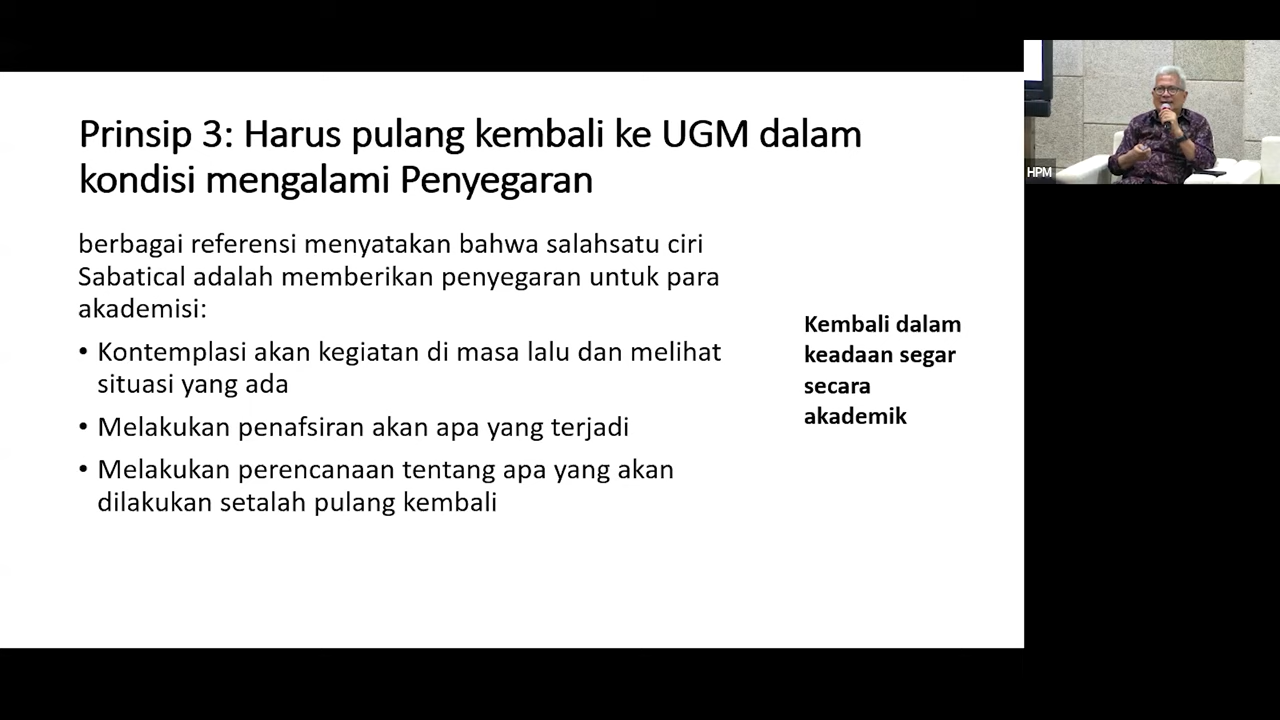 Prinsip 3: Harus pulang kembali ke UGM dalam
kondisi mengalami Penyegaran
berbagai referensi menyatakan bahwa salahsatu ciri
Sabatical adalah memberikan penyegaran untuk para
akademisi:
• Kontemplasi akan kegiatan di masa lalu dan melihat
situasi yang ada
• Melakukan penafsiran akan apa yang terjadi
• Melakukan perencanaan tentang apa yang akan
dilakukan setalah pulang kembali
Kembali dalam
keadaan segar
secara
akademik
HPM